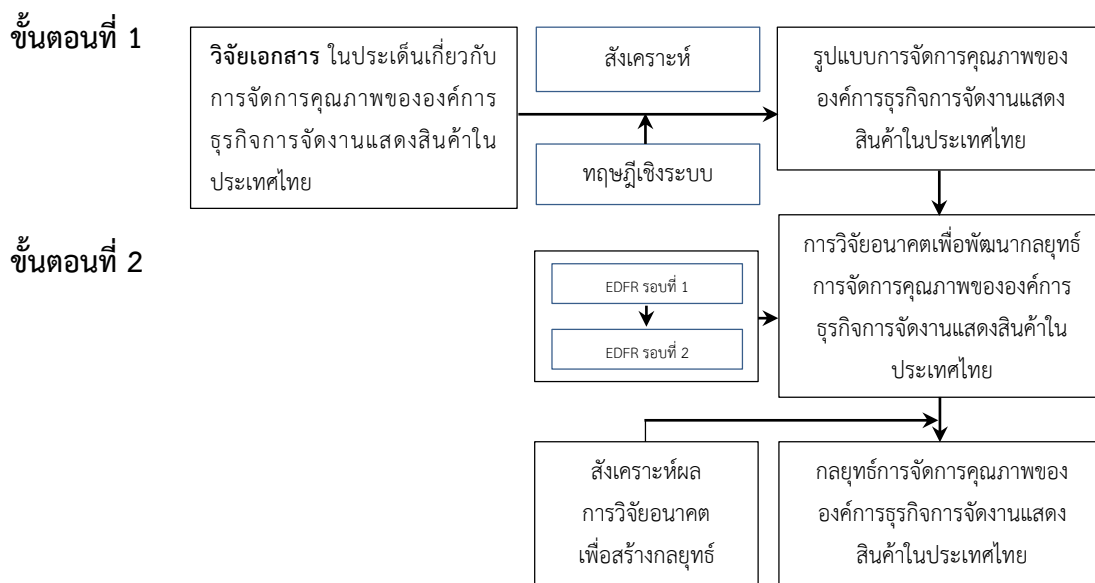 ขั้นตอนที่ 1
วิจัยเอกสาร ในประเด็นเกี่ยวกับ
การจัดการคุณภาพขององค์การ
ธุรกิจการจัดงานแสดงสินค้าใน
ประเทศไทย
สังเคราะห์
ทฤษฎีเชิงระบบ
รูปแบบการจัดการคุณภาพของ
องค์การธุรกิจการจัดงานแสดง
สินค้าในประเทศไทย
ขั้นตอนที่ 2
EDFR รอบที่ 1
EDFR รอบที่ 2
การวิจัยอนาคตเพื่อพัฒนากลยุทธ์
การจัดการคุณภาพขององค์การ
ธุรกิจการจัดงานแสดงสินค้าใน
ประเทศไทย
สังเคราะห์ผล
การวิจัยอนาคต
เพื่อสร้างกลยุทธ์
กลยุทธ์การจัดการคุณภาพของ
องค์การธุรกิจการจัดงานแสดง
สินค้าในประเทศไทย